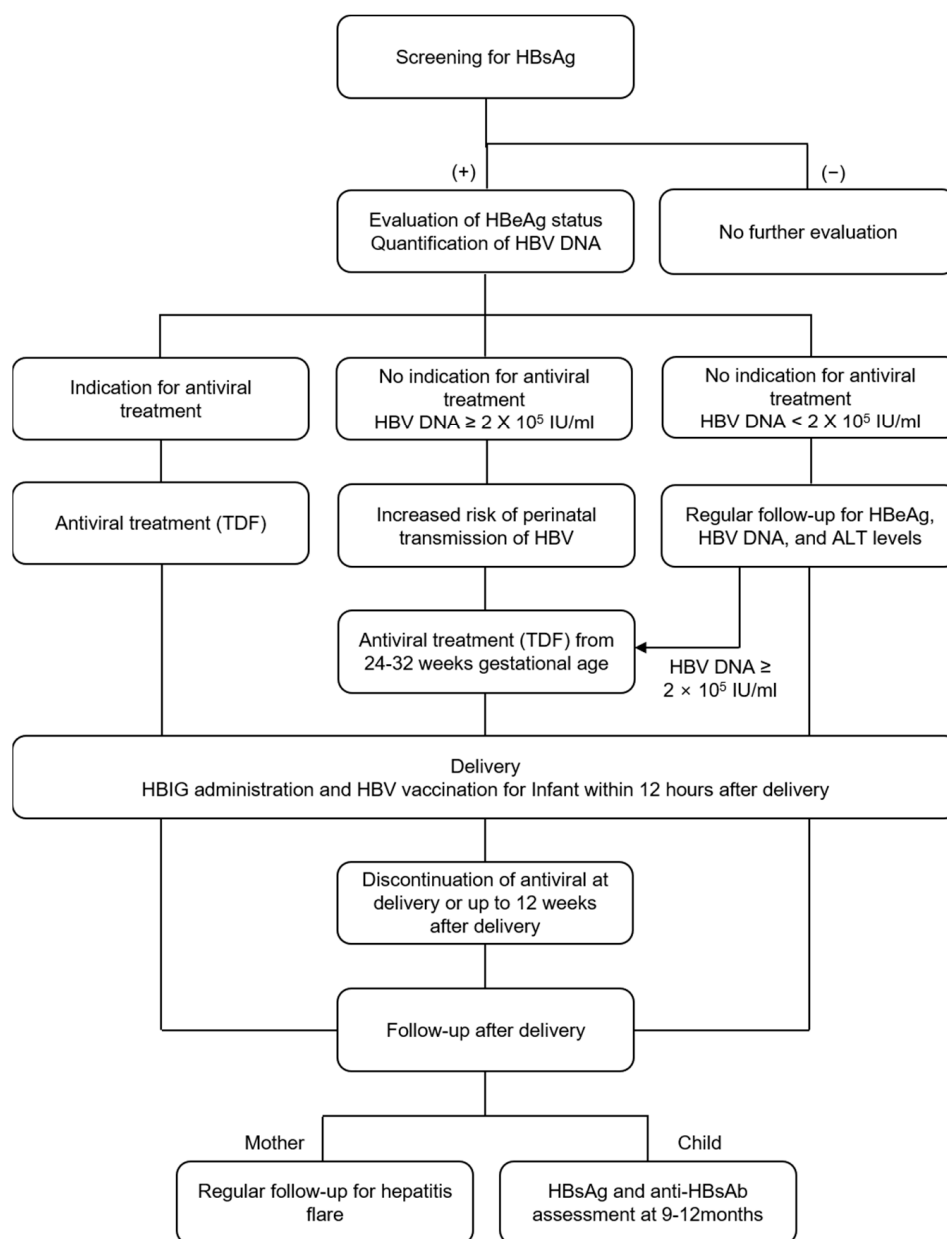 Screening for HBsAg
(+)
(−)
Evaluation of HBeAg status
Quantification of HBV DNA
No further evaluation
Indication for antiviral
treatment
No indication for antiviral
treatment
HBV DNA ≥ 2 X 10⁵ IU/ml
No indication for antiviral
treatment
HBV DNA < 2 X 10⁵ IU/ml
Antiviral treatment (TDF)
Increased risk of perinatal
transmission of HBV
Regular follow-up for HBeAg,
HBV DNA, and ALT levels
Antiviral treatment (TDF) from
24-32 weeks gestational age
HBV DNA ≥
2 × 10⁵ IU/ml
Delivery
HBIG administration and HBV vaccination for Infant within 12 hours after delivery
Discontinuation of antiviral at
delivery or up to 12 weeks
after delivery
Follow-up after delivery
Mother
Child
Regular follow-up for hepatitis
flare
HBsAg and anti-HBsAb
assessment at 9-12months